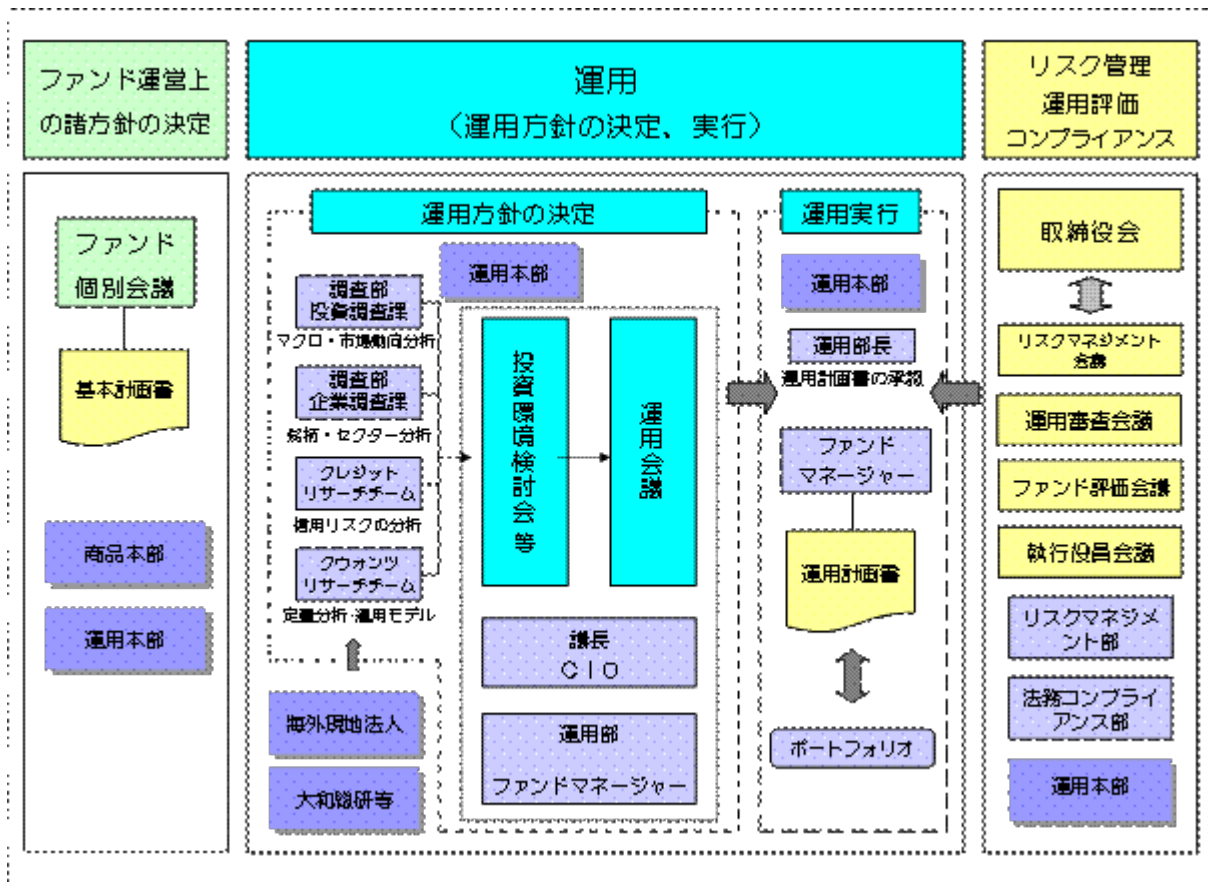 ファンド運営上
の諸方針の決定
運用
（運用方針の決定、実行）
リスク管理
運用評価
コンプライアンス
ファンド
個別会議
基本計画書
商品本部
運用本部
運用方針の決定
運用本部
調査部
投資調査課
マクロ・市場動向分析
調査部
企業調査課
銘柄・セクター分析
クレジット
リサーチチーム
信用リスクの分析
クウォンツ
リサーチチーム
定量分析・運用モデル
海外現地法人
大和総研等
投資環境検討会等
運用会議
議長
ＣＩＯ
運用部
ファンドマネージャー
運用実行
運用本部
運用部長
運用計画書の承認
ファンド
マネージャー
運用計画書
ポートフォリオ
取締役会
リスクマネジメント
会議
運用審査会議
ファンド評価会議
執行役員会議
リスクマネジメ
ント部
法務コンプライ
アンス部
運用本部